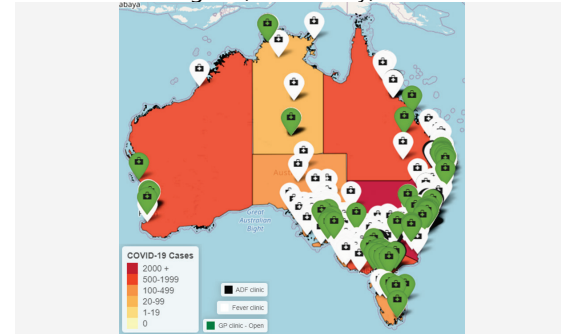 abaya
Great
Australian
Bight
COVID-19 Cases
2000 +
500-1999
100-499
20-99
1-19
0
ADF clinic
Fever clinic
GP clinic - Open